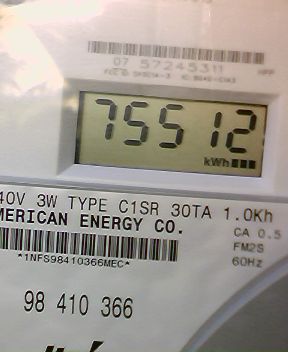 07 57245311
HPP
75512
kWh
40V 3W TYPE C1SR 30TA 1.0Kh
MERICAN ENERGY CO.
CA 0.5
*1NFS98410366MEC*
FM2S
60Hz
98 410 366